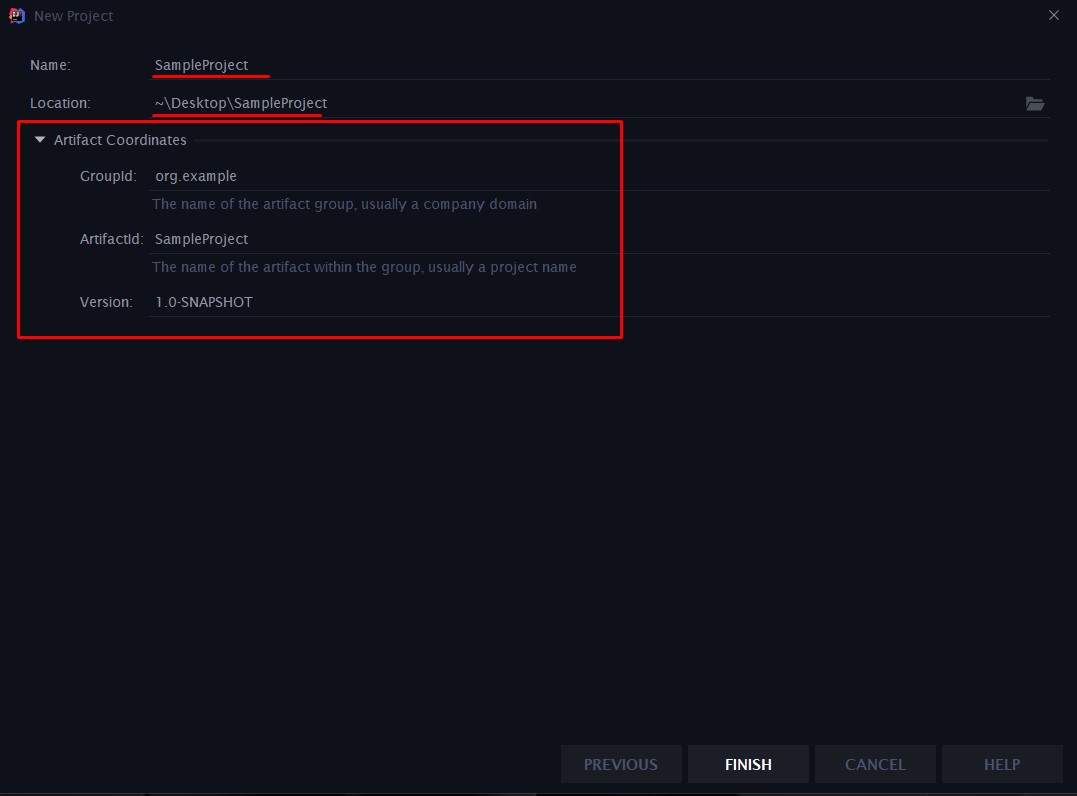 New Project
Name: SampleProject
Location: ~\Desktop\SampleProject
Artifact Coordinates
GroupId: org.example
The name of the artifact group, usually a company domain
ArtifactId: SampleProject
The name of the artifact within the group, usually a project name
Version: 1.0-SNAPSHOT
PREVIOUS FINISH CANCEL HELP